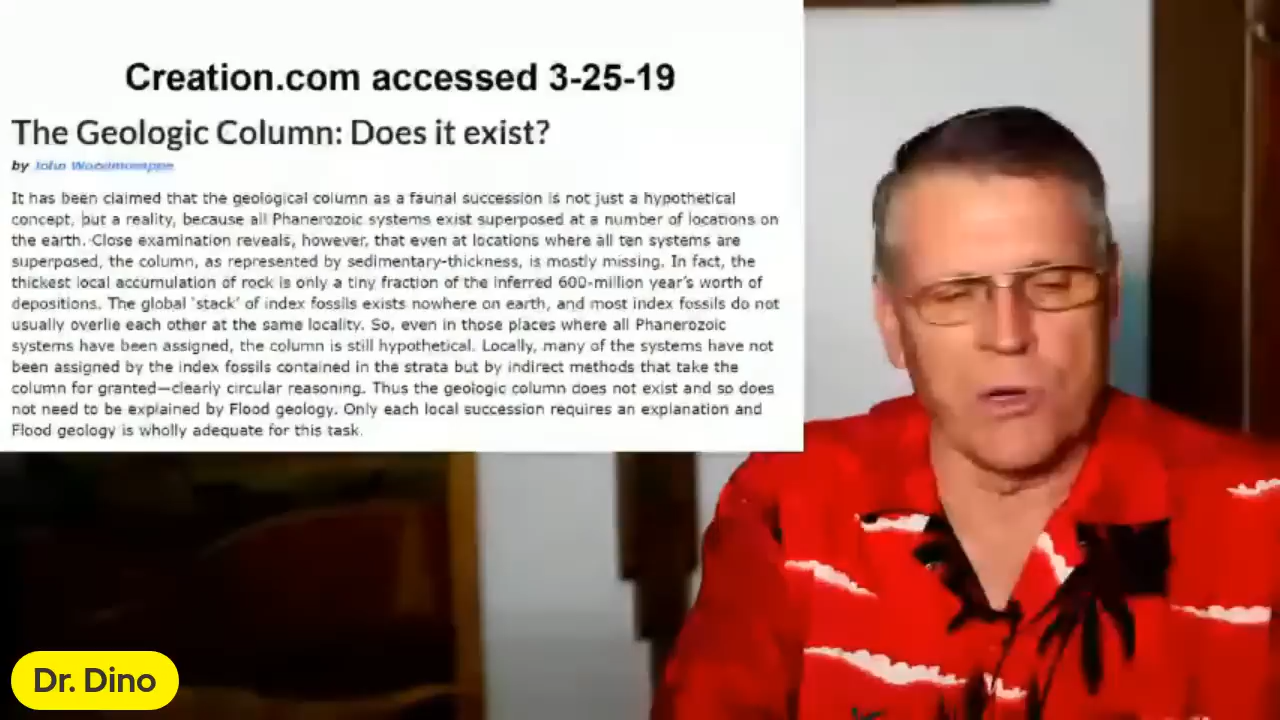 Creation.com accessed 3-25-19
The Geologic Column: Does it exist?
by John Woodmorappe
It has been claimed that the geological column as a faunal succession is not just a hypothetical
concept, but a reality, because all Phanerozoic systems exist superposed at a number of locations on
the earth. Close examination reveals, however, that even at locations where all ten systems are
superposed, the column, as represented by sedimentary-thickness, is mostly missing. In fact, the
thickest local accumulation of rock is only a tiny fraction of the inferred 600-million year's worth of
depositions. The global 'stack' of index fossils exists nowhere on earth, and most index fossils do not
usually overlie each other at the same locality. So, even in those places where all Phanerozoic
systems have been assigned, the column is still hypothetical. Locally, many of the systems have not
been assigned by the index fossils contained in the strata but by indirect methods that take the
column for granted—clearly circular reasoning. Thus the geologic column does not exist and so does
not need to be explained by Flood geology. Only each local succession requires an explanation and
Flood geology is wholly adequate for this task.
Dr. Dino